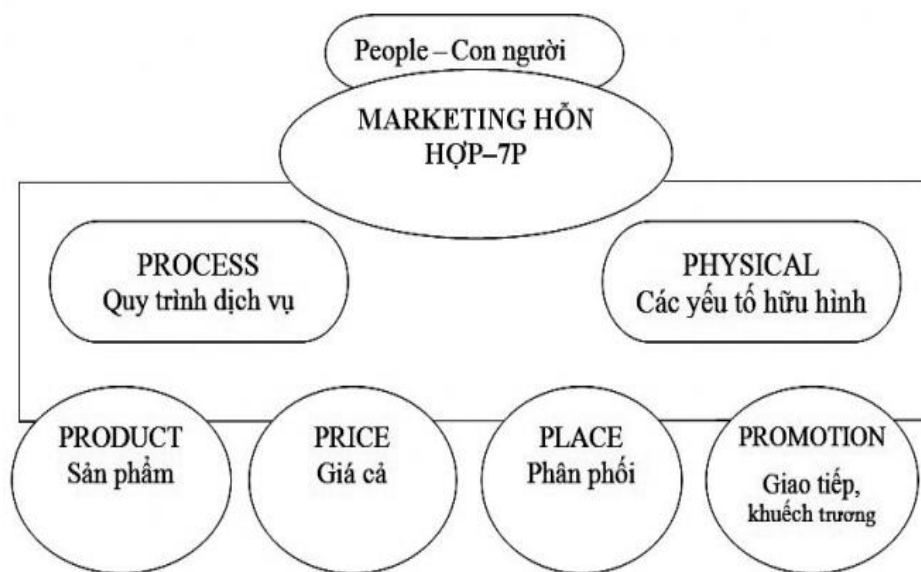 People – Con người
MARKETING HỖN
HỢP–7P
PROCESS
Quy trình dịch vụ
PHYSICAL
Các yếu tố hữu hình
PRODUCT
Sản phẩm
PRICE
Giá cả
PLACE
Phân phối
PROMOTION
Giao tiếp,
khuếch trương